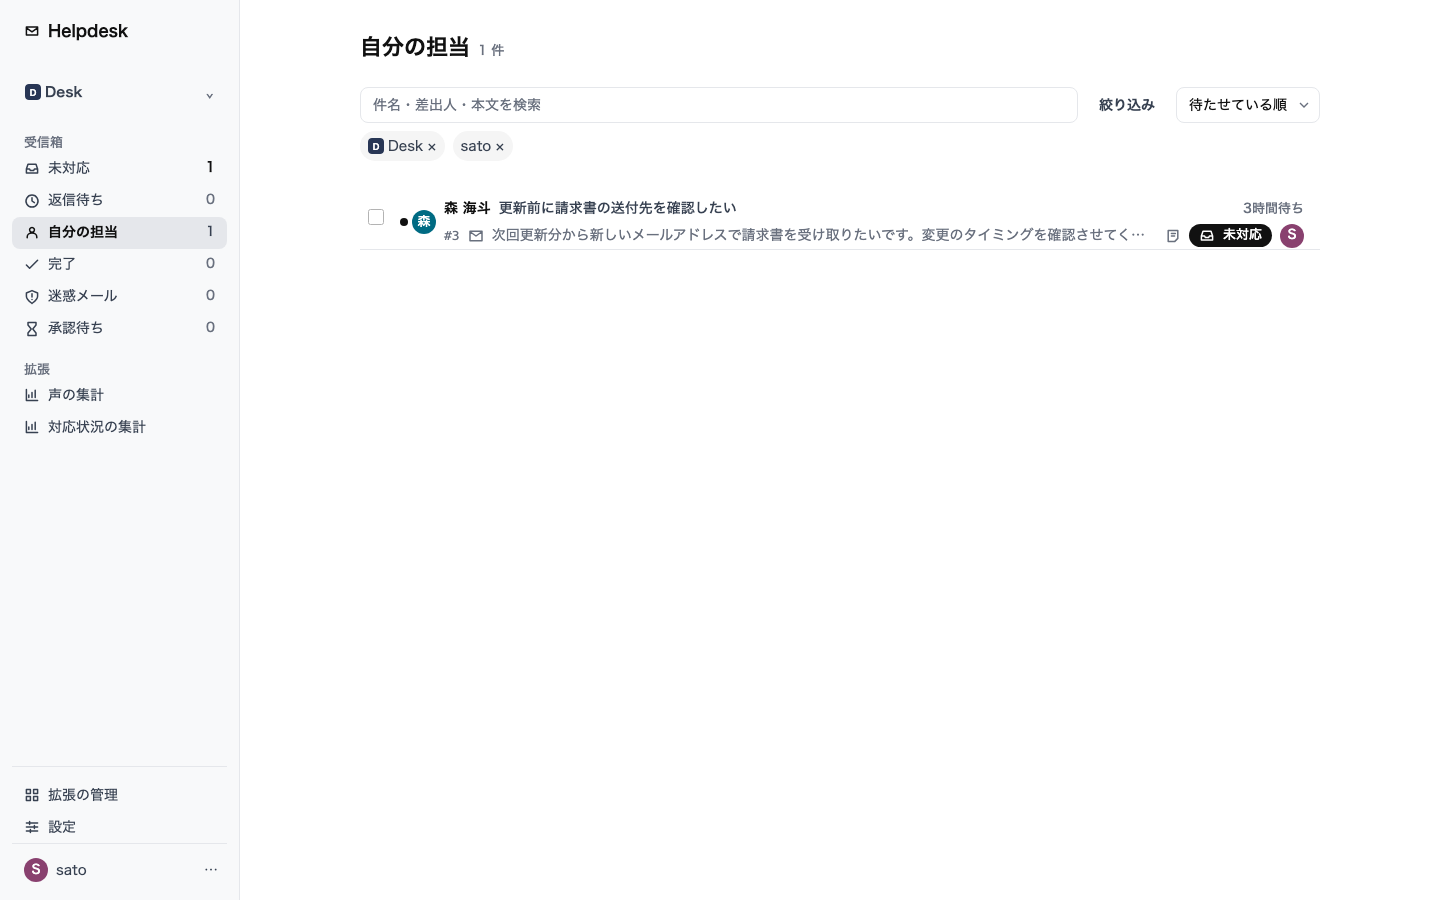 Helpdesk
D Desk
受信箱
未対応 1
返信待ち 0
自分の担当 1
完了 0
迷惑メール 0
承認待ち 0
拡張
声の集計
対応状況の集計
拡張の管理
設定
S sato …
自分の担当 1 件
件名・差出人・本文を検索 絞り込み 待たせている順
D Desk × sato ×
森 森 海斗 更新前に請求書の送付先を確認したい 3時間待ち
#3 次回更新分から新しいメールアドレスで請求書を受け取りたいです。変更のタイミングを確認させてく… 未対応 S